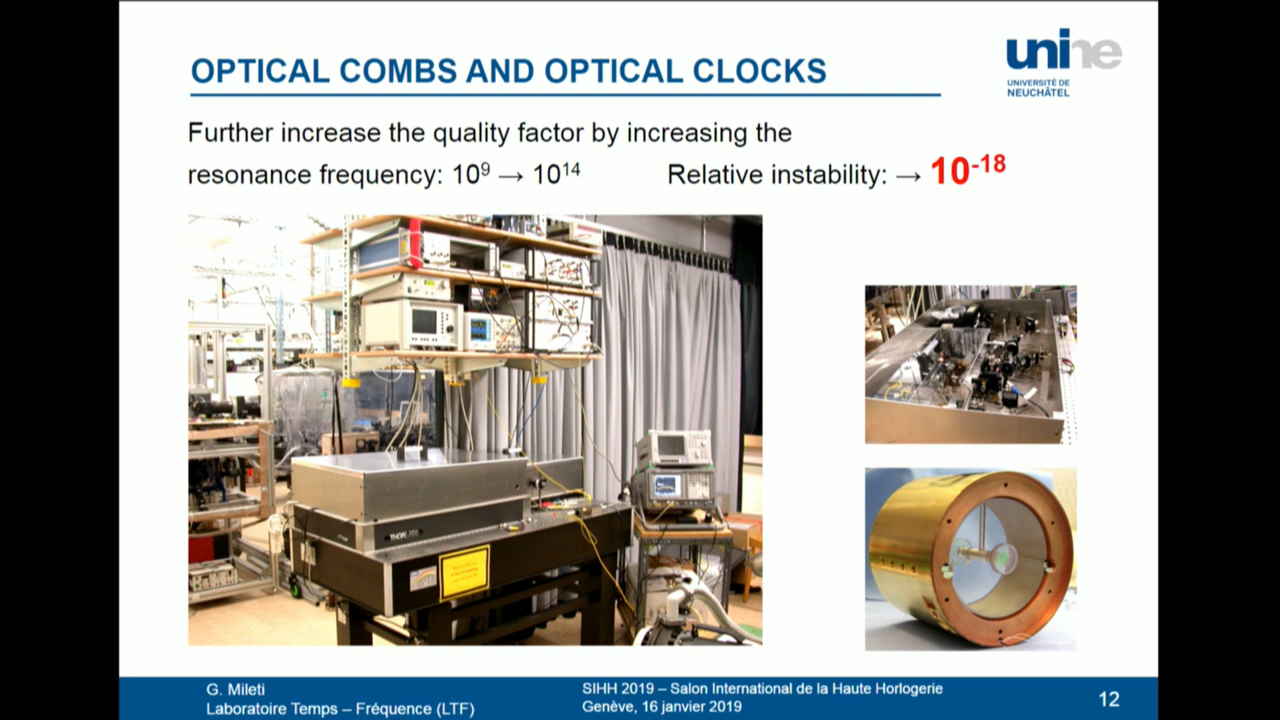 OPTICAL COMBS AND OPTICAL CLOCKS
unine
UNIVERSITÉ DE
NEUCHÂTEL
Further increase the quality factor by increasing the
resonance frequency: 10⁹ → 10¹⁴ Relative instability: → 10⁻¹⁸
G. Mileti
Laboratoire Temps – Fréquence (LTF)
SIHH 2019 – Salon International de la Haute Horlogerie
Genève, 16 janvier 2019
12